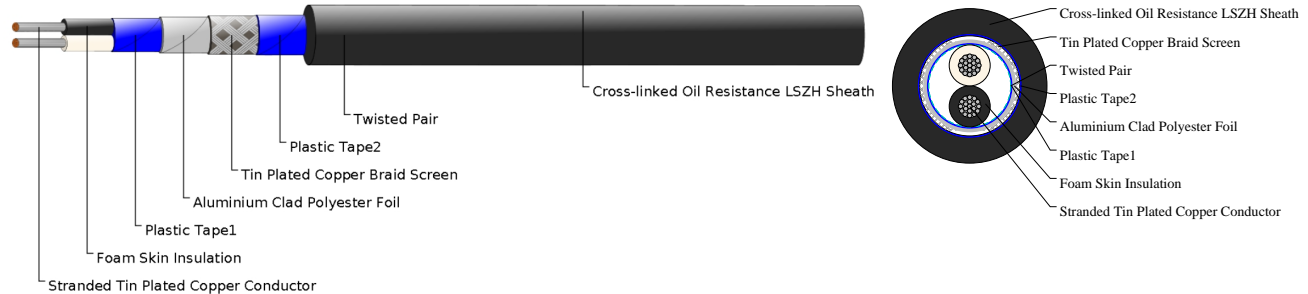 Cross-linked Oil Resistance LSZH Sheath
Twisted Pair
Plastic Tape2
Tin Plated Copper Braid Screen
Aluminium Clad Polyester Foil
Plastic Tape1
Foam Skin Insulation
Stranded Tin Plated Copper Conductor
Cross-linked Oil Resistance LSZH Sheath
Tin Plated Copper Braid Screen
Twisted Pair
Plastic Tape2
Aluminium Clad Polyester Foil
Plastic Tape1
Foam Skin Insulation
Stranded Tin Plated Copper Conductor